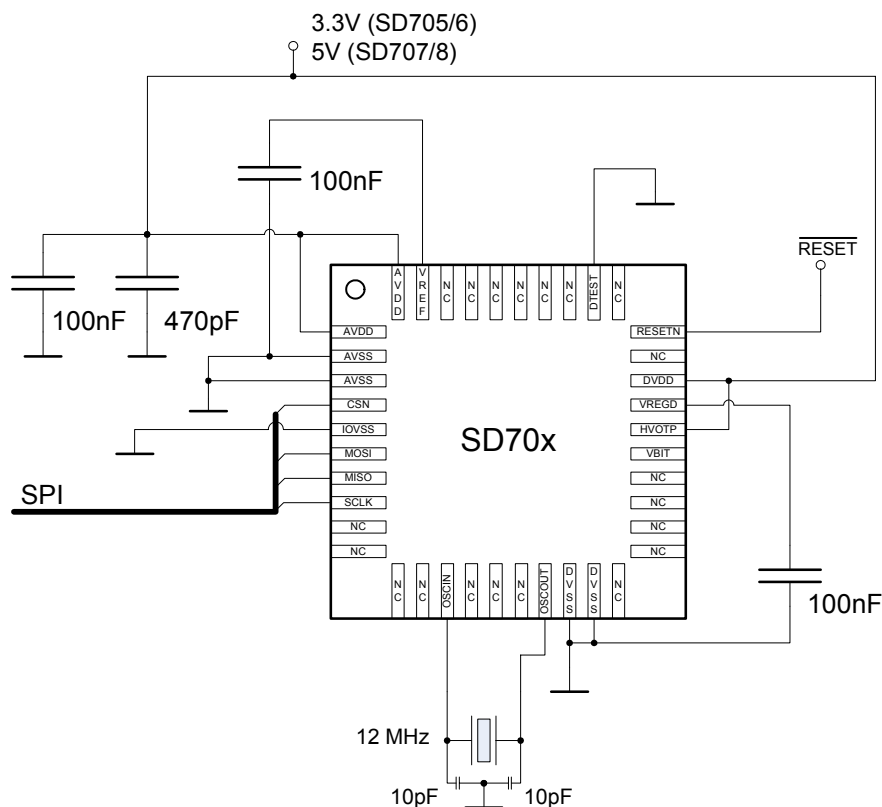 3.3V (SD705/6)
5V (SD707/8)
100nF
RESET
100nF
470pF
AVDD
VREF
NC
NC
NC
NC
NC
NC
DTEST
NC
AVDD
AVSS
AVSS
CSN
IOVSS
MOSI
MISO
SCLK
NC
NC
SD70x
RESETN
NC
DVDD
VREGD
HVOTP
VBIT
NC
NC
NC
NC
SPI
NC
NC
OSCIN
NC
NC
NC
OSCOUT
DVSS
DVSS
NC
100nF
12 MHz
10pF
10pF